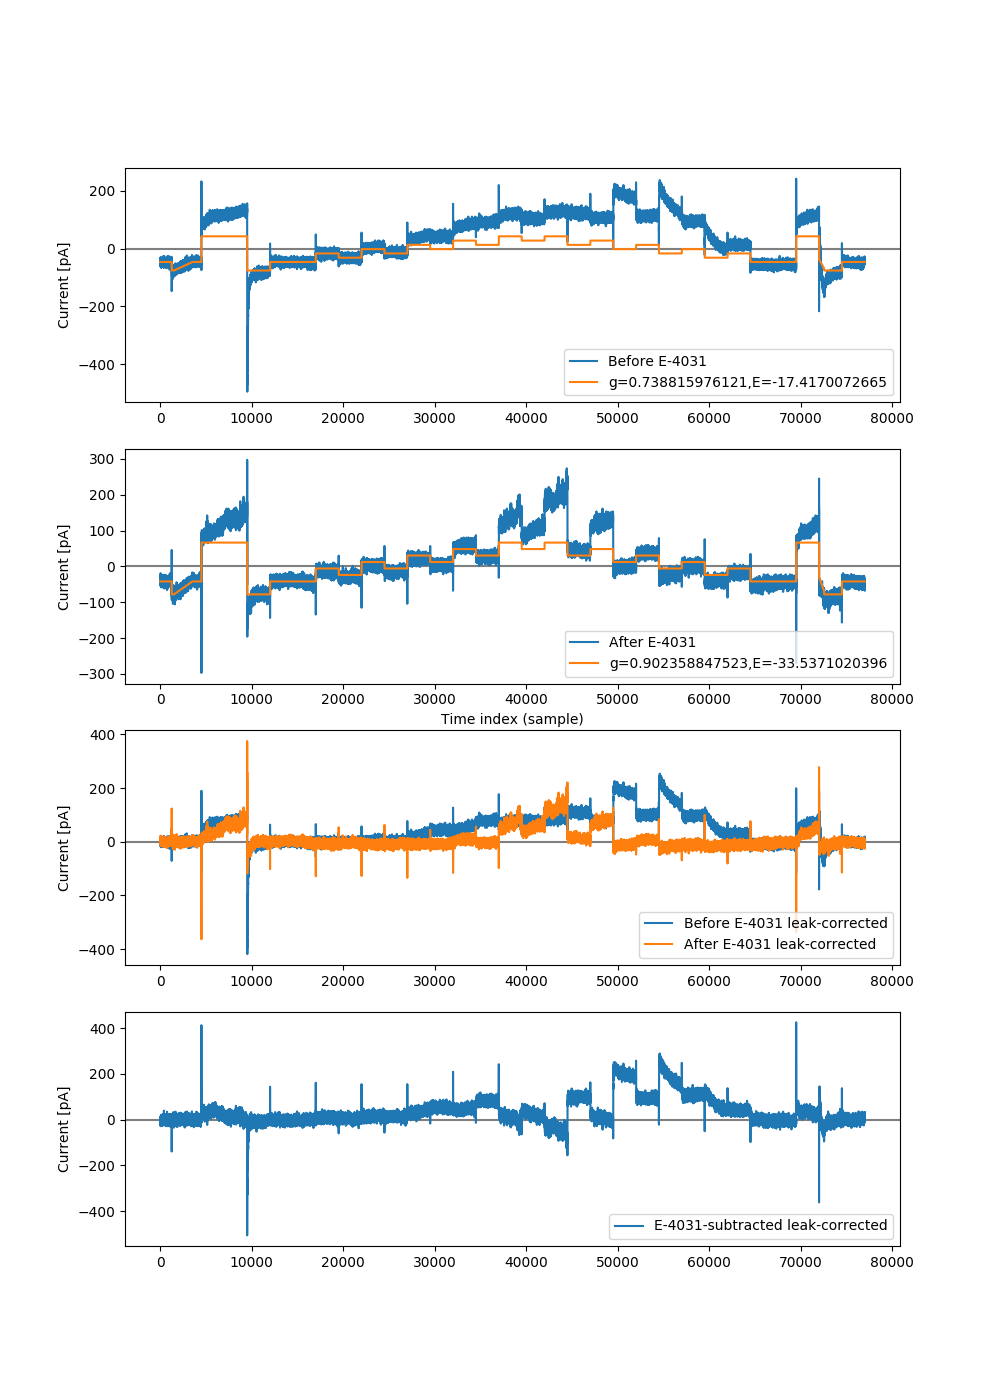 200
0
−200
−400
Current [pA]
Before E-4031
g=0.738815976121,E=-17.4170072665
0 10000 20000 30000 40000 50000 60000 70000 80000
300
200
100
0
−100
−200
−300
Current [pA]
After E-4031
g=0.902358847523,E=-33.5371020396
0 10000 20000 30000 40000 50000 60000 70000 80000
Time index (sample)
400
200
0
−200
−400
Current [pA]
Before E-4031 leak-corrected
After E-4031 leak-corrected
0 10000 20000 30000 40000 50000 60000 70000 80000
400
200
0
−200
−400
Current [pA]
E-4031-subtracted leak-corrected
0 10000 20000 30000 40000 50000 60000 70000 80000